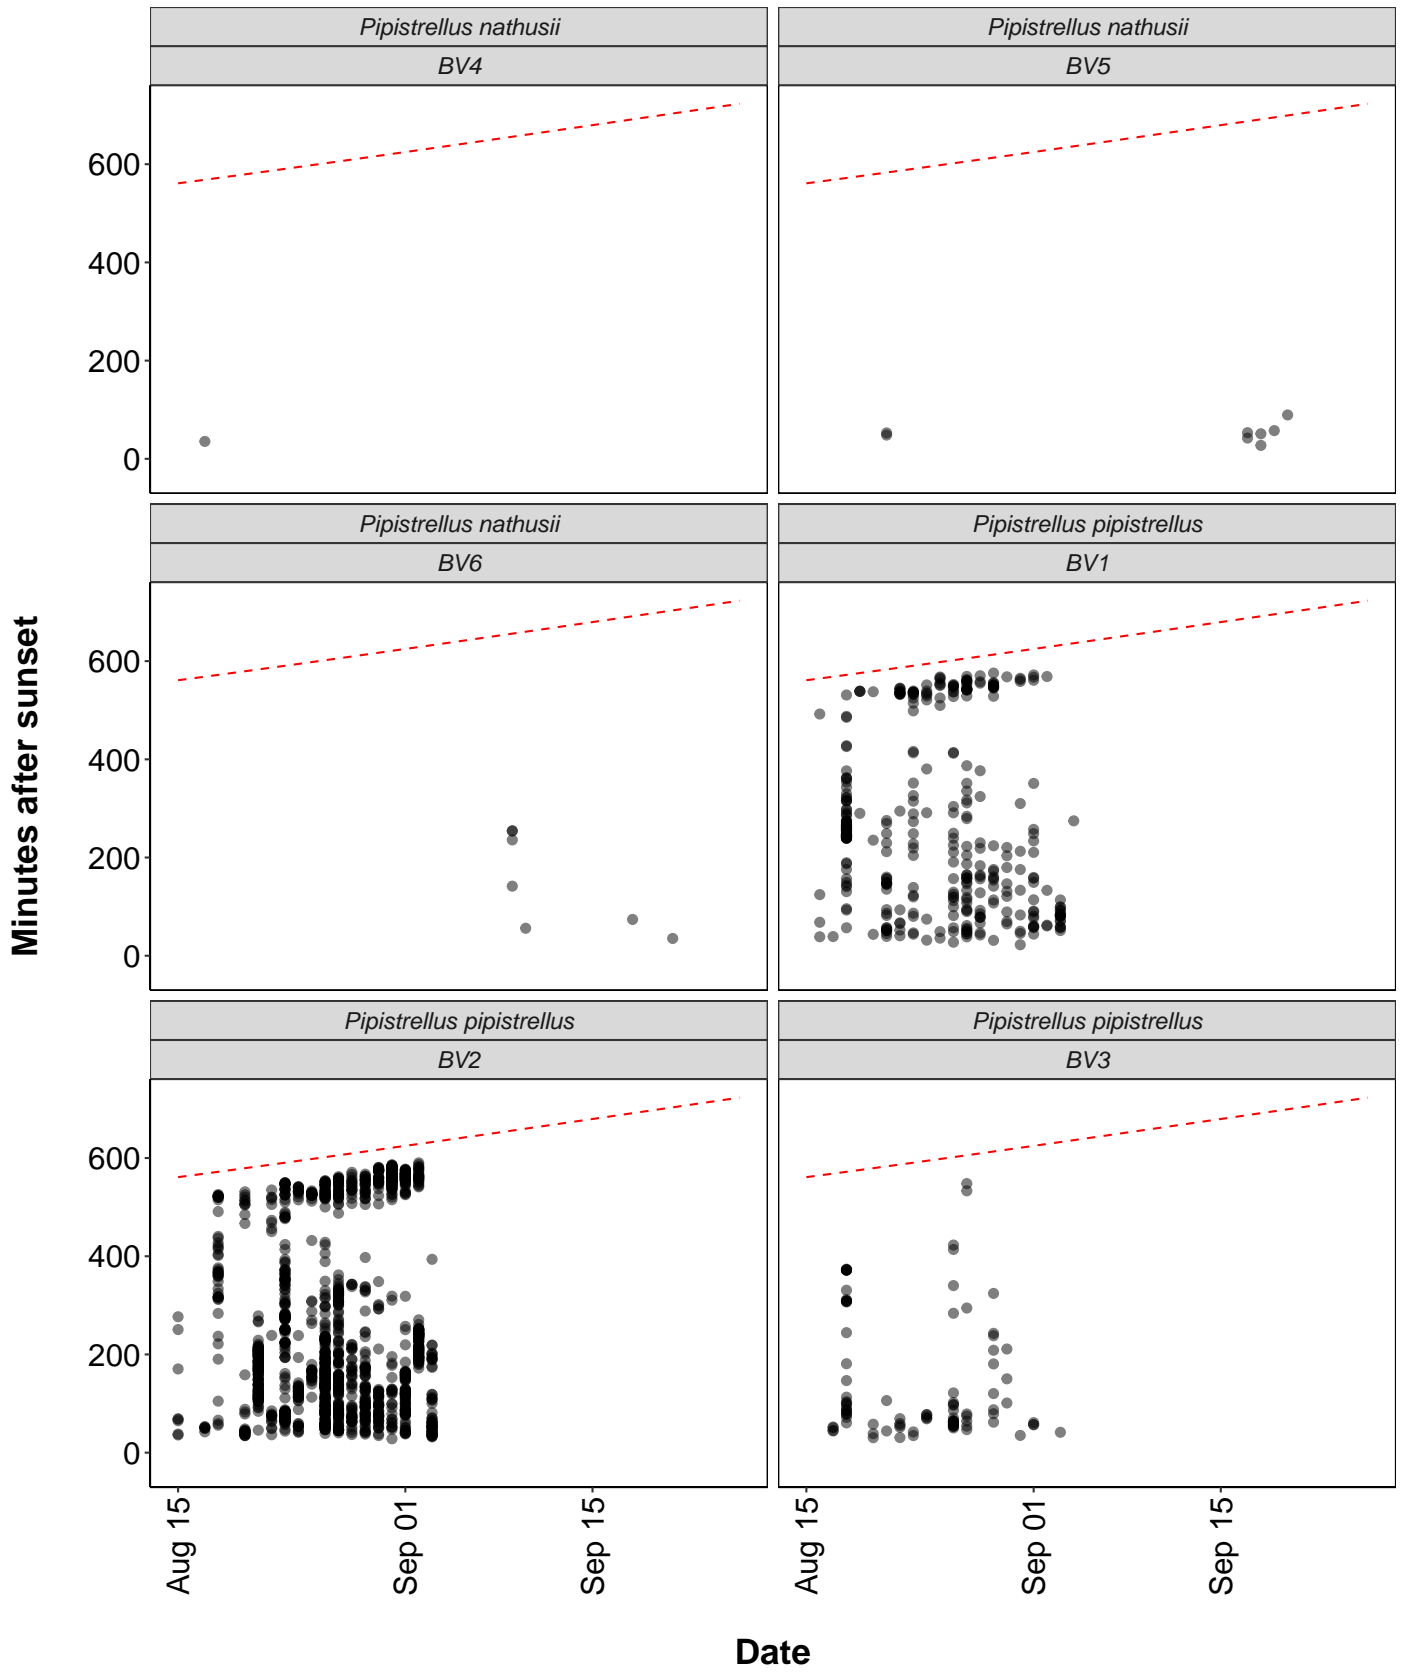 Pipistrellus nathusii
Pipistrellus nathusii
BV4
BV5
600
400
200
0
Pipistrellus nathusii
Pipistrellus pipistrellus
BV6
BV1
600
400
200
0
Minutes after sunset
Pipistrellus pipistrellus
Pipistrellus pipistrellus
BV2
BV3
600
400
200
0
Aug 15
Sep 01
Sep 15
Aug 15
Sep 01
Sep 15
Date